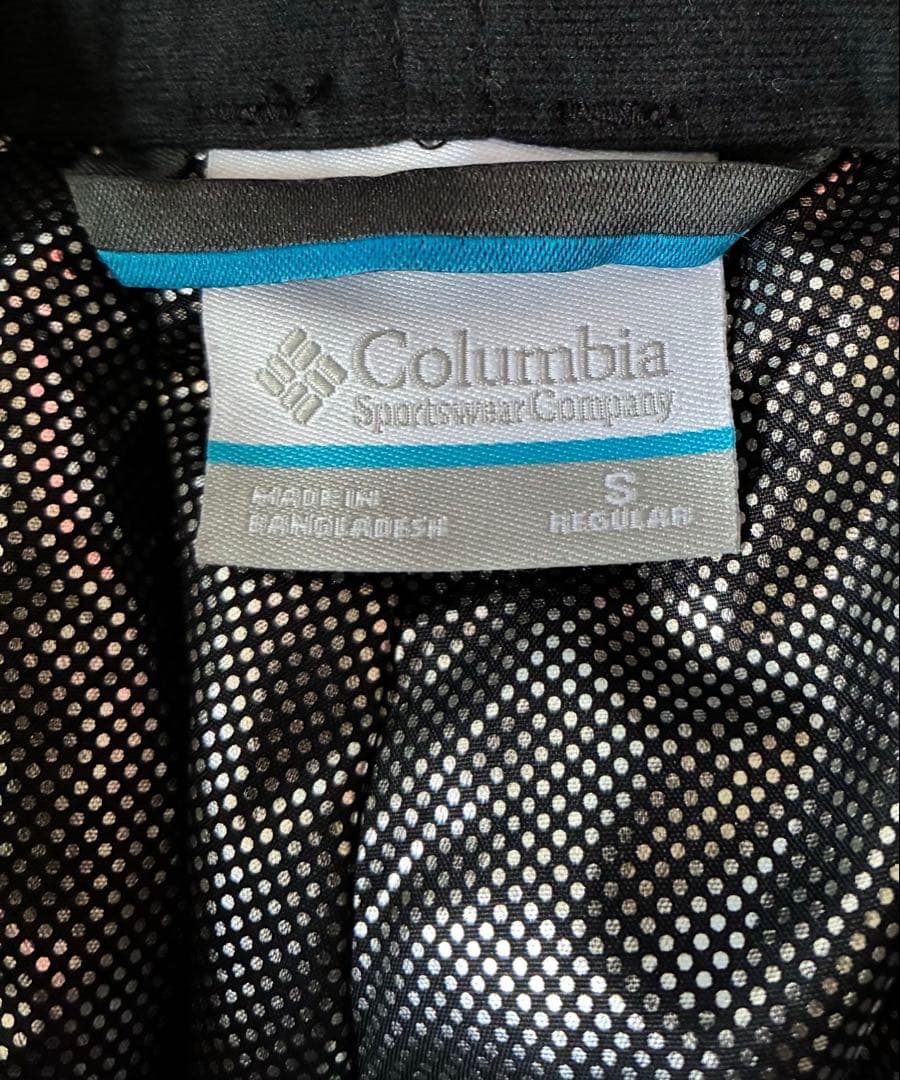 Columbia
Sportswear Company
MADE IN
BANGLADESH
S
REGULAR